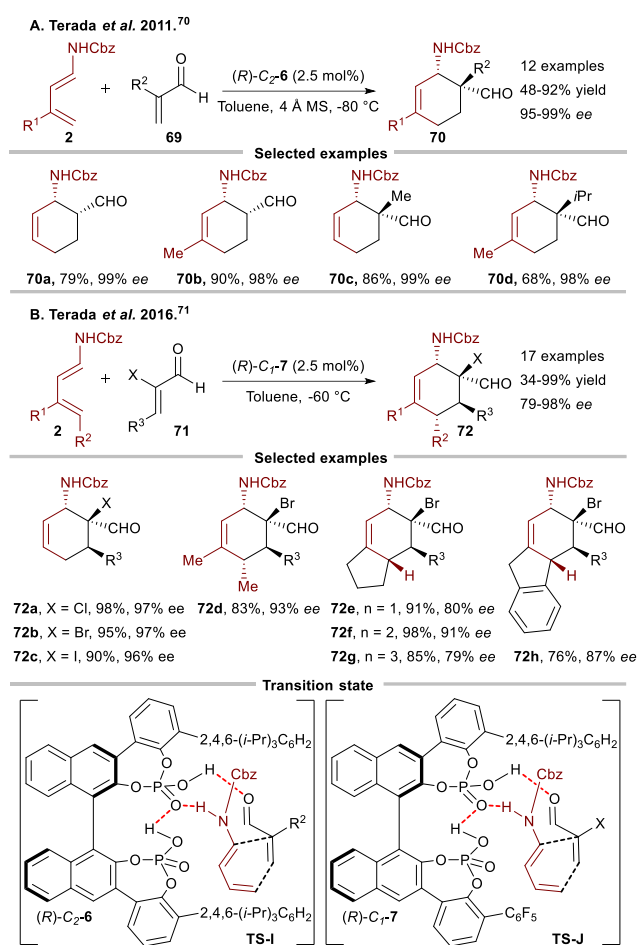 A. Terada et al. 2011.70
NHCbz
R1
2
+
R2
O
H
69
(R)-C2-6 (2.5 mol%)
Toluene, 4 Å MS, -80 °C
NHCbz
R2
CHO
R1
70
12 examples
48-92% yield
95-99% ee
Selected examples
NHCbz
CHO
70a, 79%, 99% ee
NHCbz
CHO
Me
70b, 90%, 98% ee
NHCbz
Me
CHO
70c, 86%, 99% ee
NHCbz
iPr
CHO
Me
70d, 68%, 98% ee
B. Terada et al. 2016.71
NHCbz
R1
R2
2
+
X
O
H
R3
71
(R)-C1-7 (2.5 mol%)
Toluene, -60 °C
NHCbz
X
CHO
R1
R3
R2
72
17 examples
34-99% yield
79-98% ee
Selected examples
NHCbz
X
CHO
R3
72a, X = Cl, 98%, 97% ee
72b, X = Br, 95%, 97% ee
72c, X = I, 90%, 96% ee
NHCbz
Br
CHO
Me
R3
Me
72d, 83%, 93% ee
NHCbz
Br
CHO
R3
H
72e, n = 1, 91%, 80% ee
72f, n = 2, 98%, 91% ee
72g, n = 3, 85%, 79% ee
NHCbz
Br
CHO
R3
H
72h, 76%, 87% ee
Transition state
2,4,6-(i-Pr)3C6H2
O
O
P
O
H
O
Cbz
O
H
N
R2
H
O
O
P
O
O
2,4,6-(i-Pr)3C6H2
(R)-C2-6
TS-I
2,4,6-(i-Pr)3C6H2
O
O
P
O
H
O
Cbz
O
H
N
X
H
O
O
P
O
O
C6F5
(R)-C1-7
TS-J